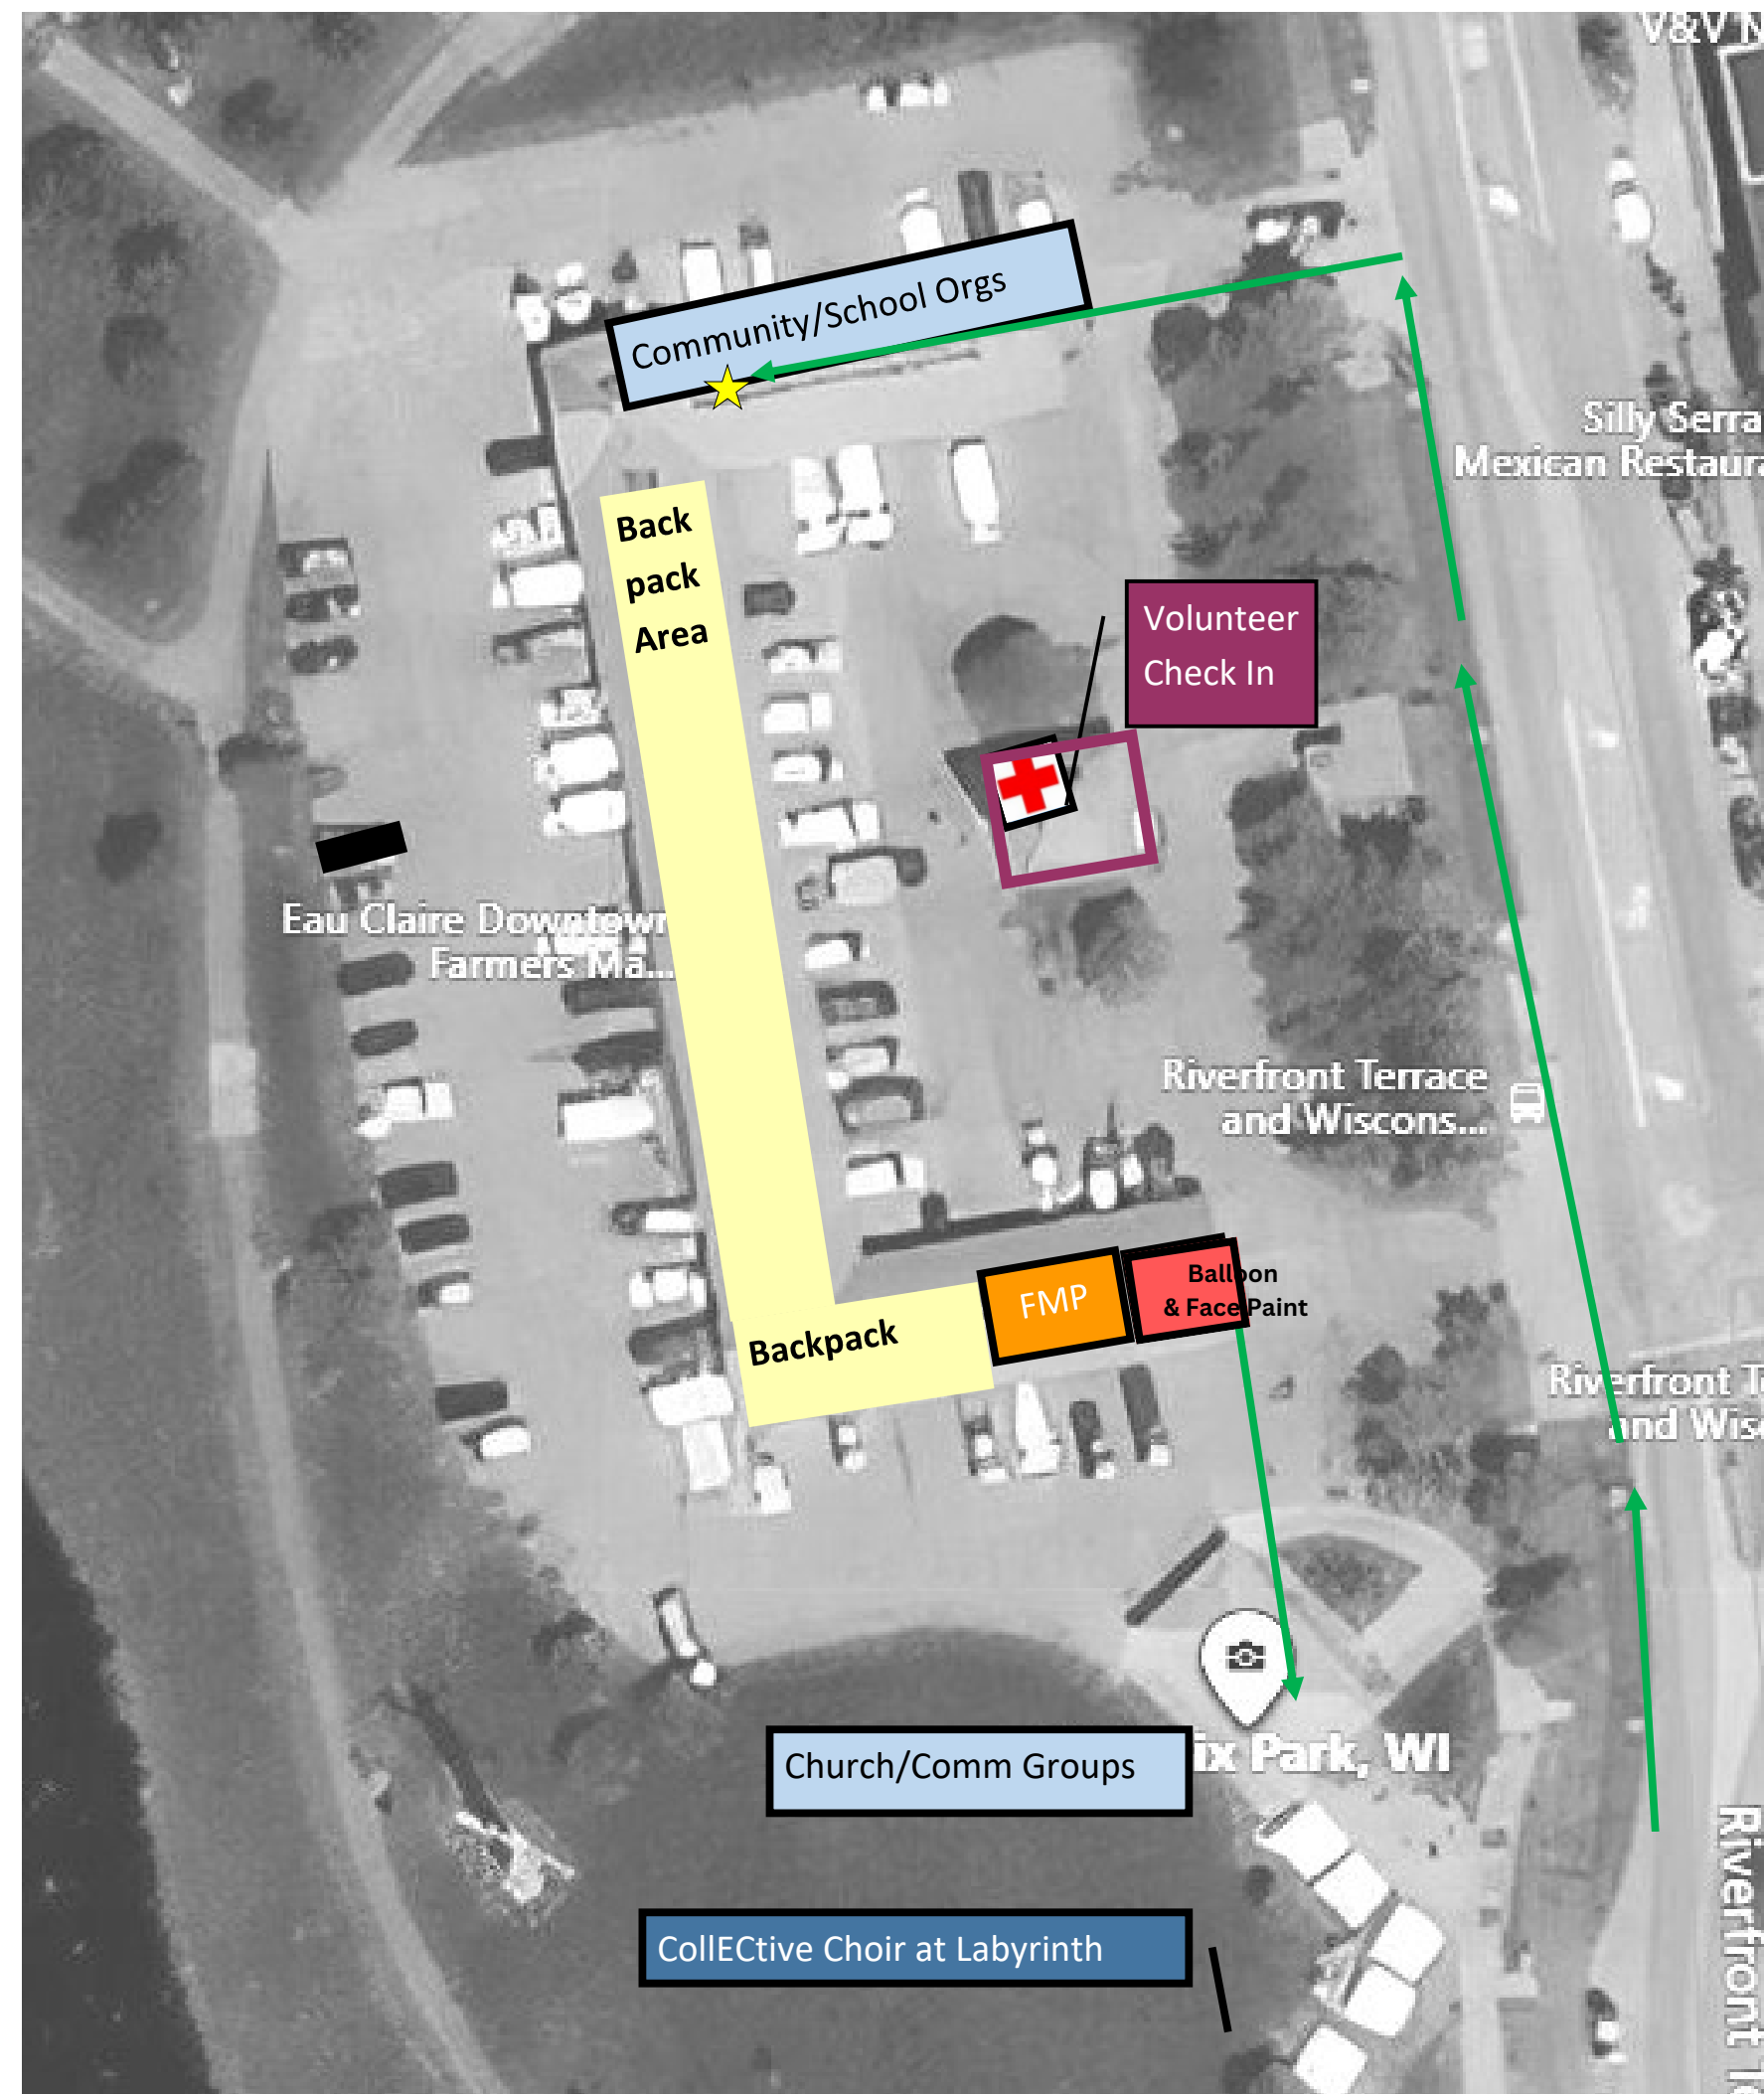 V&V
Community/School Orgs
Silly Serra
Mexican Restaura
Back
pack
Area
Volunteer
Check In
Eau Claire Downtown
Farmers Ma...
Riverfront Terrace
and Wiscons...
Balloon
& Face Paint
FMP
Backpack
Riverfront T
and Wis
ix Park, WI
Church/Comm Groups
CollECtive Choir at Labyrinth
Riverfront T